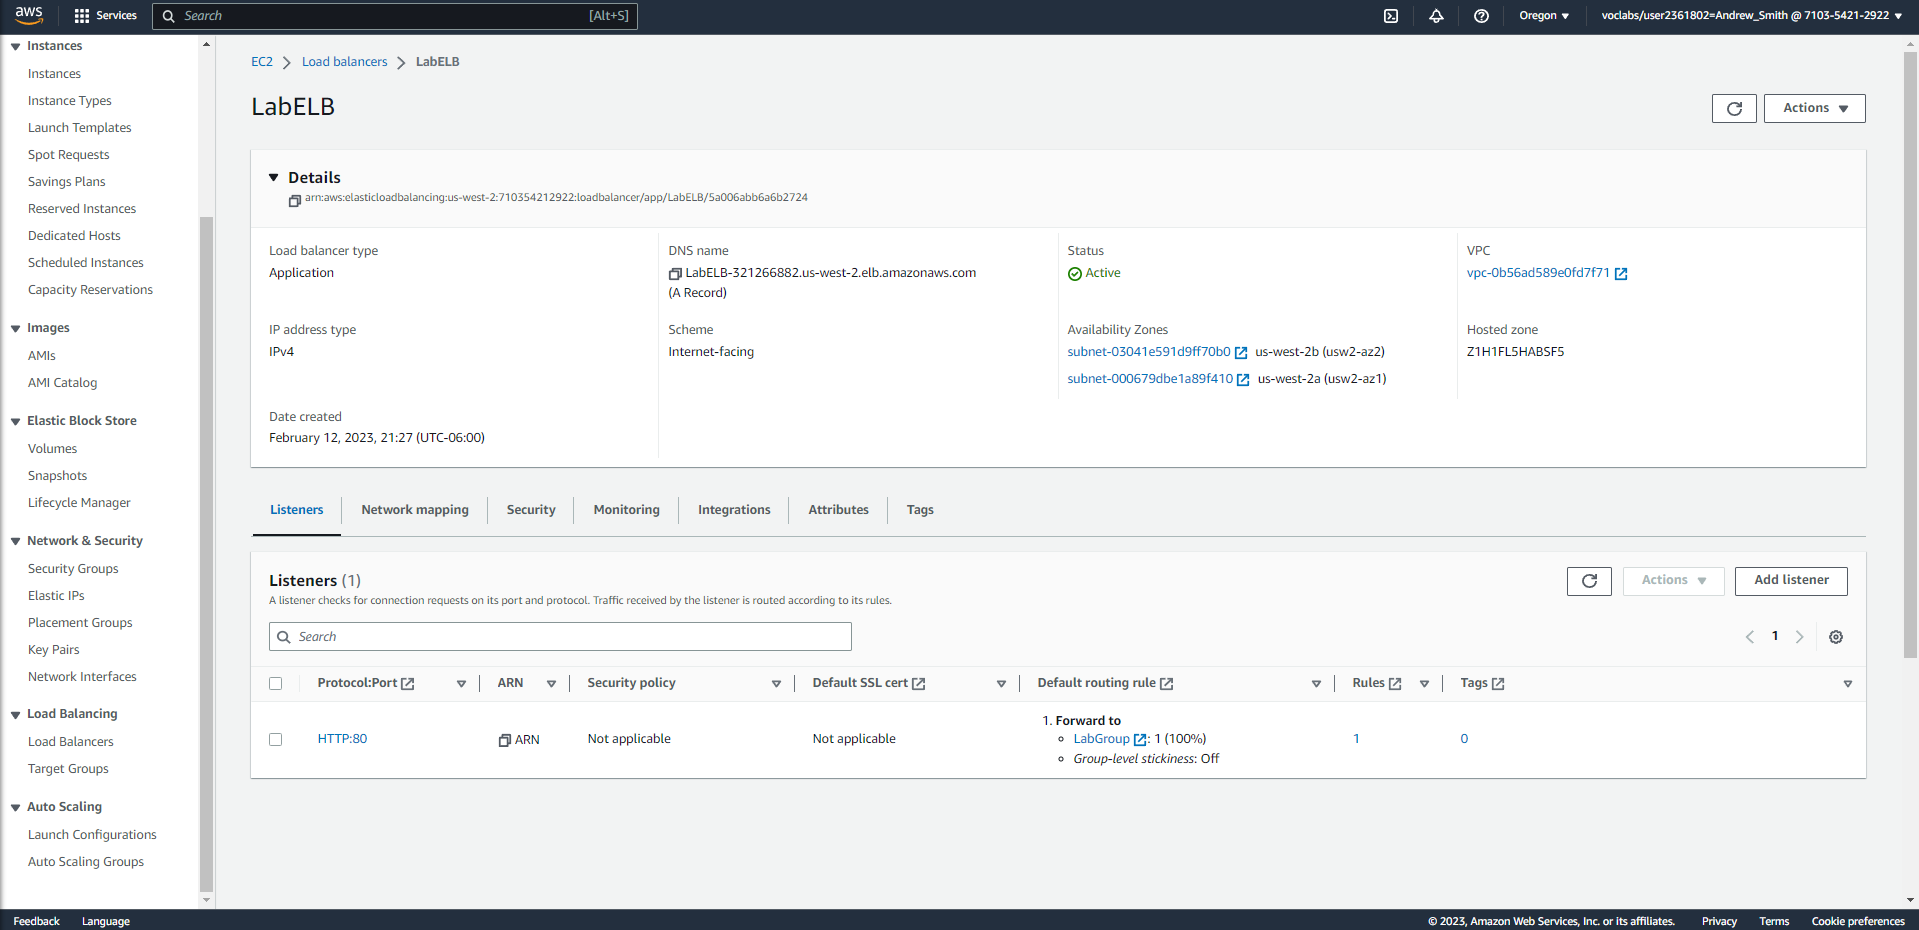 aws Services Search [Alt+S] Oregon voclabs/user2361802=Andrew_Smith @ 7103-5421-2922
Instances
Instances
Instance Types
Launch Templates
Spot Requests
Savings Plans
Reserved Instances
Dedicated Hosts
Scheduled Instances
Capacity Reservations
Images
AMIs
AMI Catalog
Elastic Block Store
Volumes
Snapshots
Lifecycle Manager
Network & Security
Security Groups
Elastic IPs
Placement Groups
Key Pairs
Network Interfaces
Load Balancing
Load Balancers
Target Groups
Auto Scaling
Launch Configurations
Auto Scaling Groups
EC2 Load balancers LabELB
LabELB
Actions
Details
arn:aws:elasticloadbalancing:us-west-2:710354212922:loadbalancer/app/LabELB/5a006abb6a6b2724
Load balancer type
Application
DNS name
LabELB-321266882.us-west-2.elb.amazonaws.com
(A Record)
Status
Active
VPC
vpc-0b56ad589e0fd7f71
IP address type
IPv4
Scheme
Internet-facing
Availability Zones
subnet-03041e591d9ff70b0 us-west-2b (usw2-az2)
subnet-000679dbe1a89f410 us-west-2a (usw2-az1)
Hosted zone
Z1H1FL5HABSF5
Date created
February 12, 2023, 21:27 (UTC-06:00)
Listeners Network mapping Security Monitoring Integrations Attributes Tags
Listeners (1)
A listener checks for connection requests on its port and protocol. Traffic received by the listener is routed according to its rules.
Actions Add listener
Search
1
Protocol:Port ARN Security policy Default SSL cert Default routing rule Rules Tags
HTTP:80 ARN Not applicable Not applicable
1. Forward to
LabGroup : 1 (100%)
Group-level stickiness: Off
1 0
Feedback Language © 2023, Amazon Web Services, Inc. or its affiliates. Privacy Terms Cookie preferences